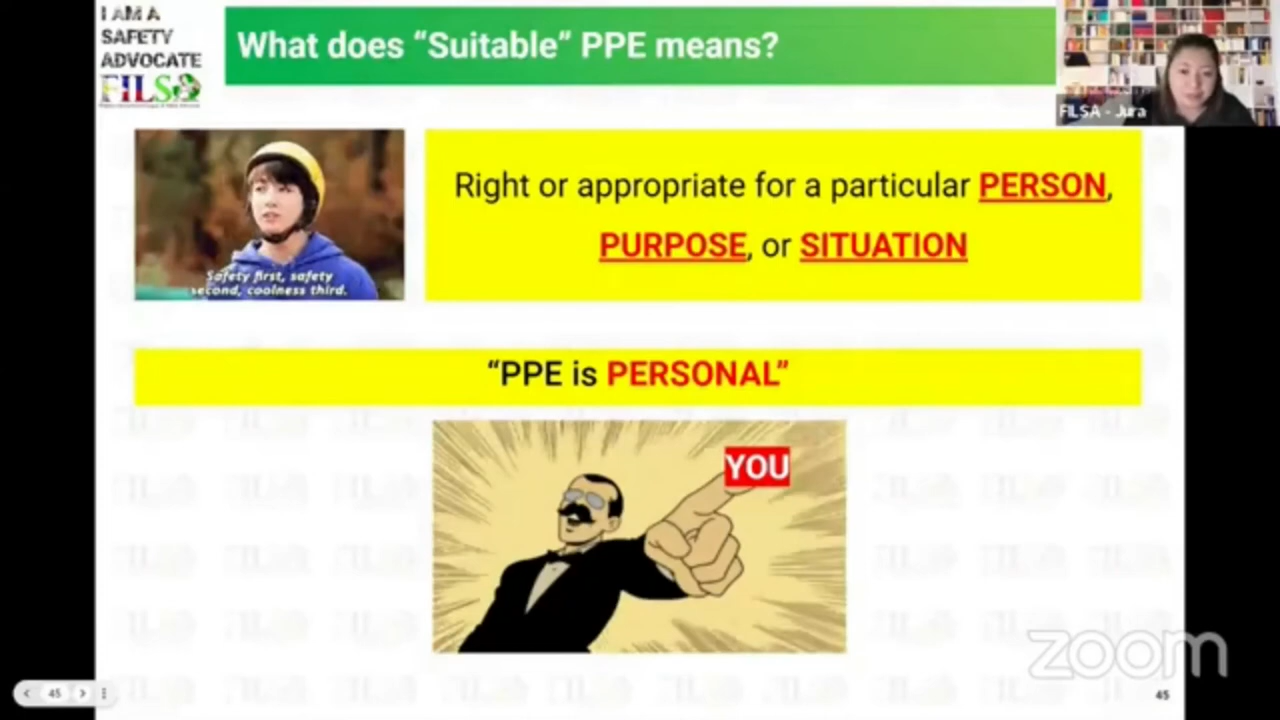 I AM A
SAFETY
ADVOCATE
FILSA
What does “Suitable” PPE means?
FILSA - Jura
Right or appropriate for a particular PERSON,
PURPOSE, or SITUATION
Safety first, safety
second, coolness third.
“PPE is PERSONAL”
YOU
zoom
45
45